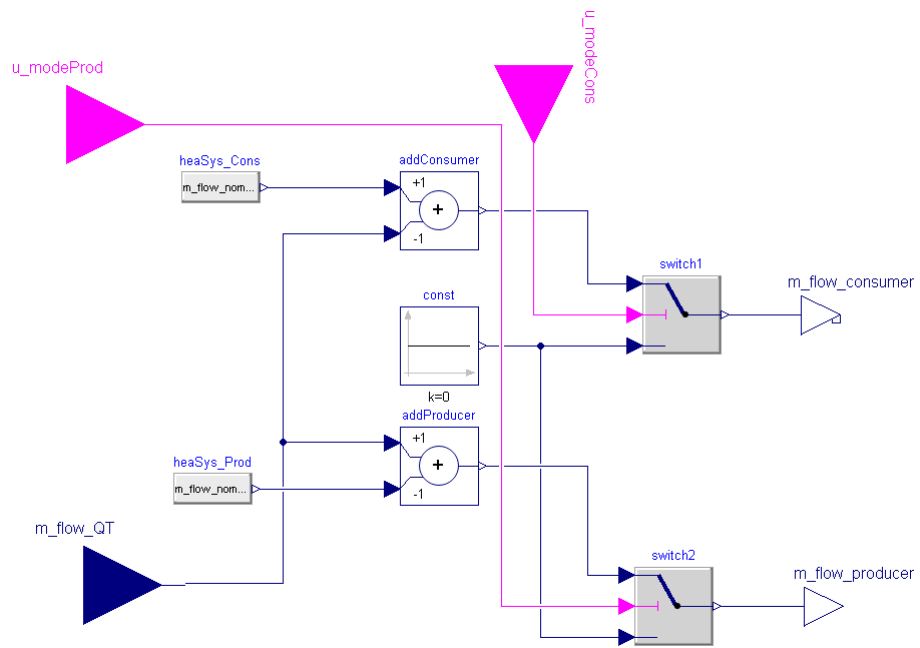 u_modeProd
u_modeCons
heaSys_Cons
m_flow_nom...
addConsumer
+1
+
-1
switch1
m_flow_consumer
const
k=0
addProducer
+1
+
-1
heaSys_Prod
m_flow_nom...
m_flow_QT
switch2
m_flow_producer